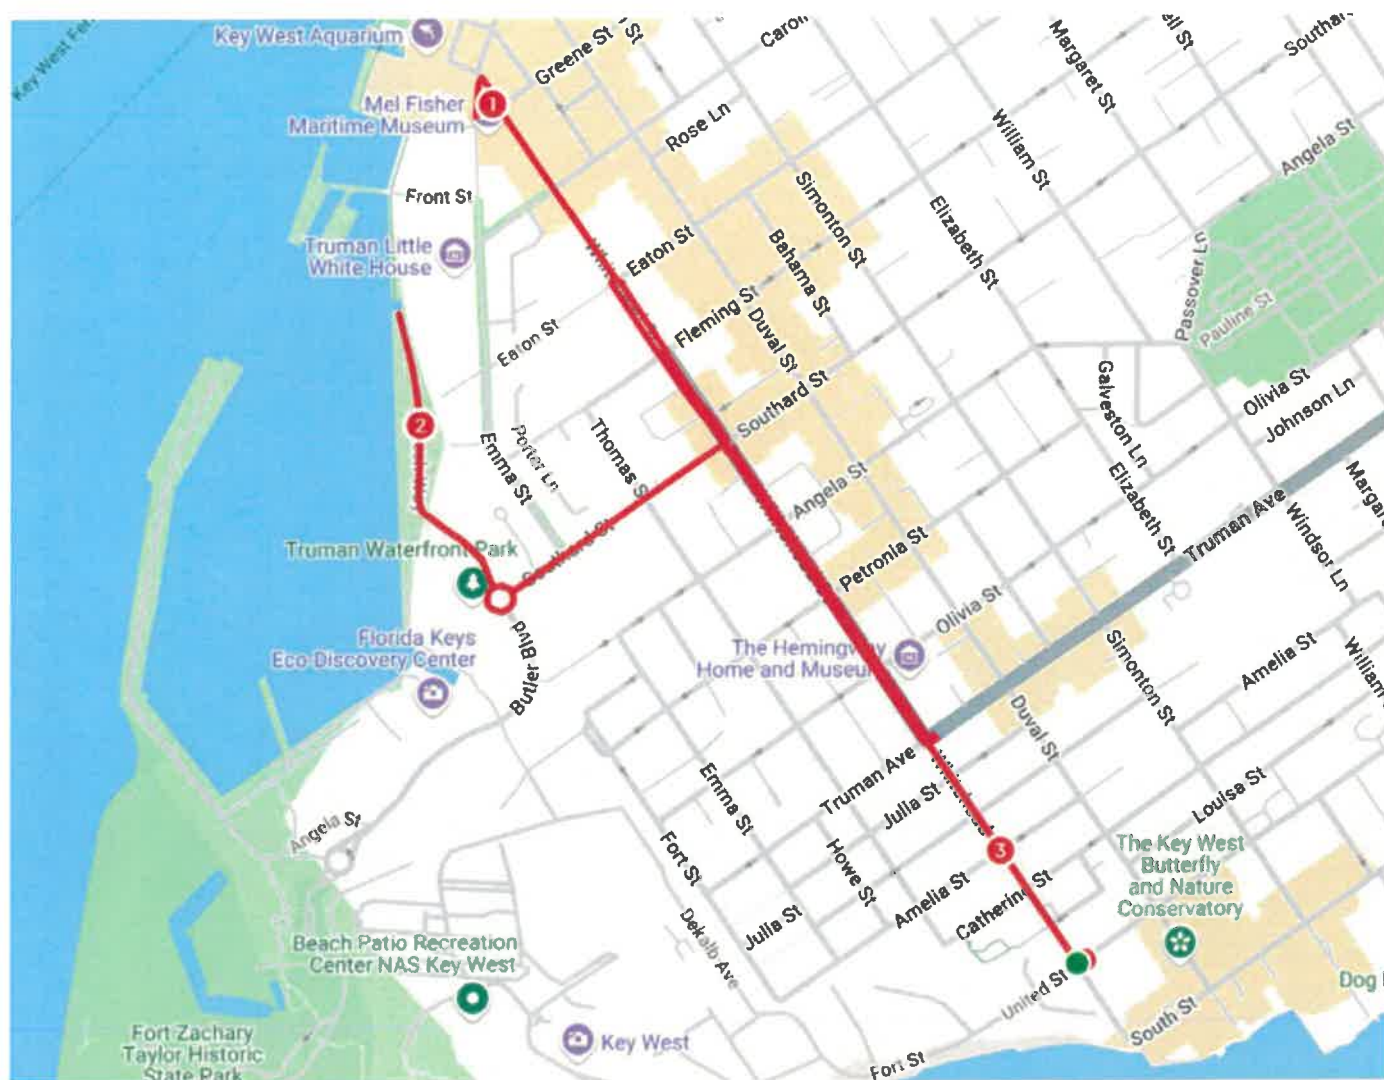 Key West Aquarium
Greene St
St
Margaret St
Mel Fisher
Maritime Museum
1
Rose Ln
William St
Angela St
Front St
Simonton St
Elizabeth St
Truman Little
White House
Eaton St
Bahama St
Passover Ln
Fleming St
Duval St
Pauline St
Eaton St
Southard St
Galveston Ln
Olivia St
Johnson Ln
2
Emma St
Porter Ln
Thomas S
Angela St
Elizabeth St
Truman Ave
Windsor Ln
Truman Waterfront Park
Southard St
Petronia St
Olivia St
Butler Blvd
Florida Keys
Eco-Discovery Center
The Hemingway
Home and Museum
Simonton St
Amelia St
Duval St
Emma St
Truman Ave
Julia St
Louisa St
Angela St
Fort St
Howe St
3
The Key West
Butterfly
and Nature
Conservatory
Amelia St
Catherine St
Julia St
Dekalb Ave
Beach Patio Recreation
Center NAS Key West
United St
South St
Dog
Fort Zachary
Taylor Historic
State Park
Key West
Fort St